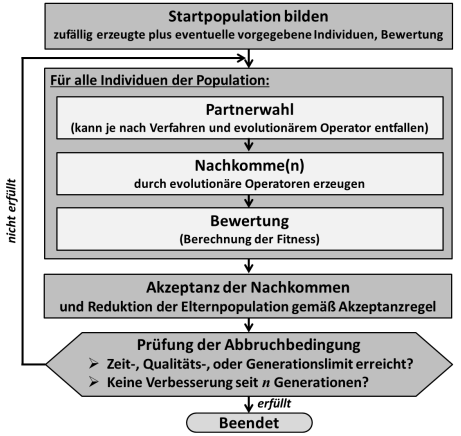 Startpopulation bilden
zufällig erzeugte plus eventuelle vorgegebene Individuen, Bewertung
Für alle Individuen der Population:
Partnerwahl
(kann je nach Verfahren und evolutionärem Operator entfallen)
Nachkomme(n)
durch evolutionäre Operatoren erzeugen
Bewertung
(Berechnung der Fitness)
nicht erfüllt
Akzeptanz der Nachkommen
und Reduktion der Elternpopulation gemäß Akzeptanzregel
Prüfung der Abbruchbedingung
➢ Zeit-, Qualitäts-, oder Generationslimit erreicht?
➢ Keine Verbesserung seit n Generationen?
erfüllt
Beendet